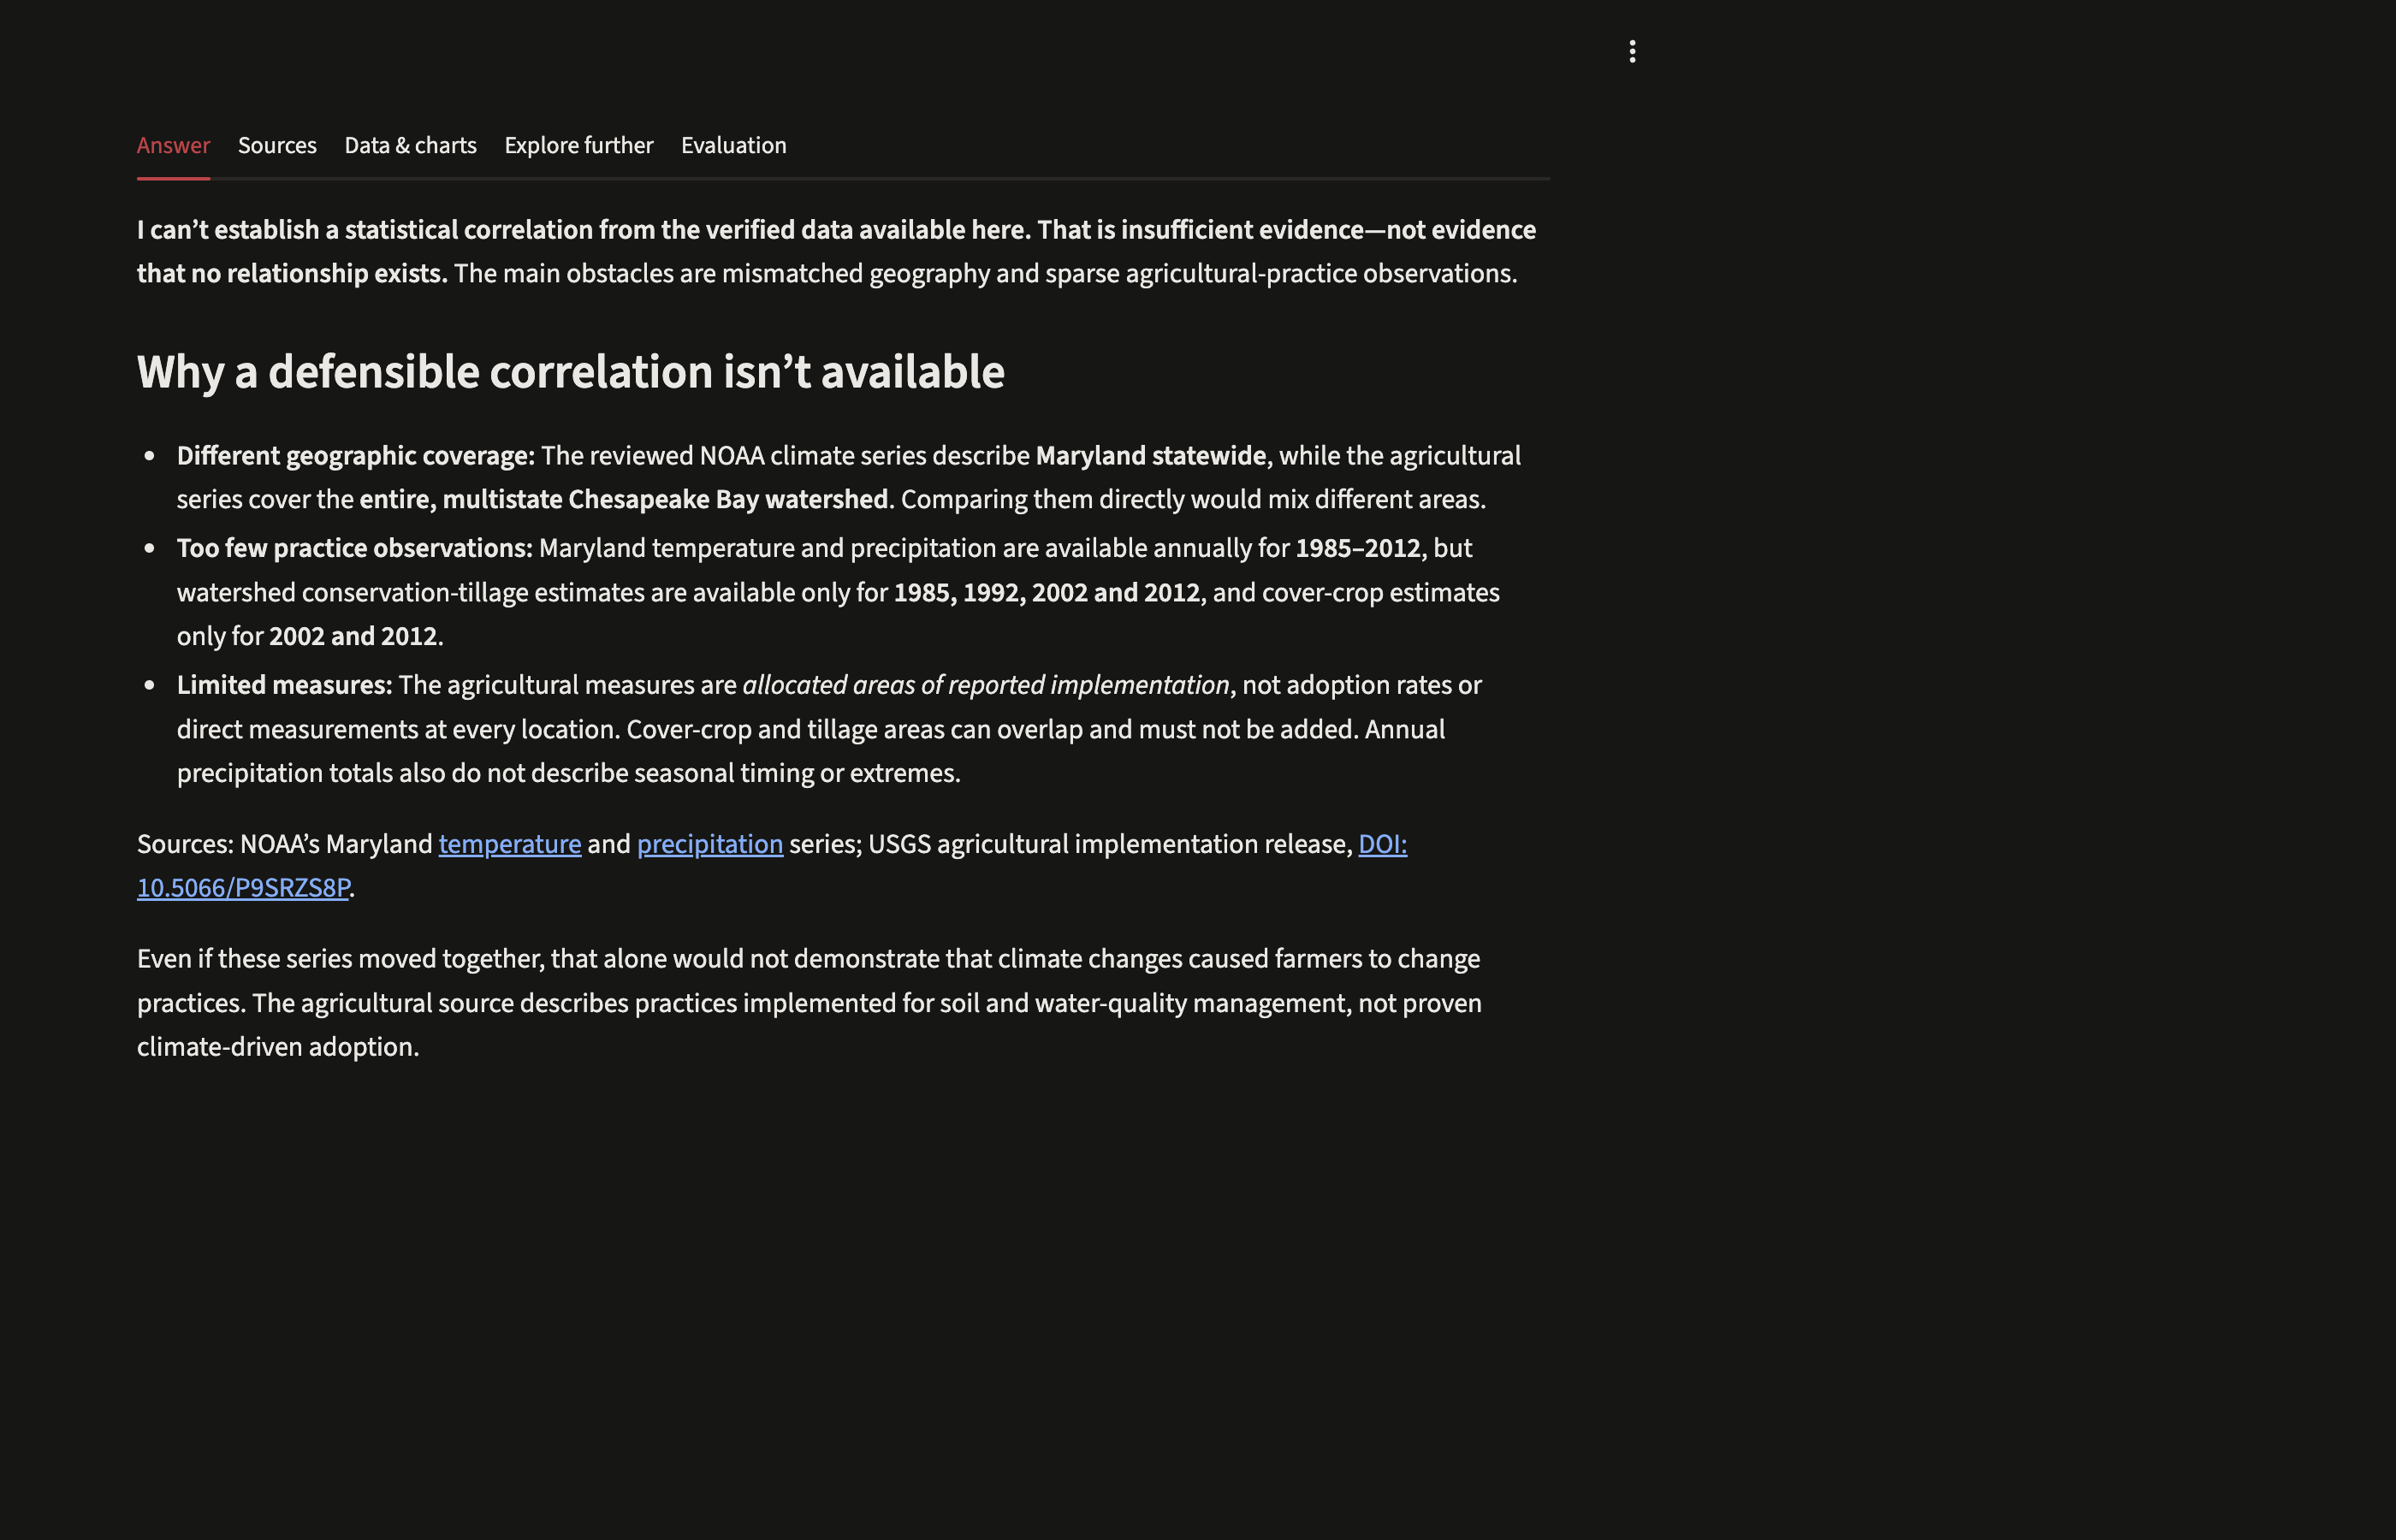 Answer Sources Data & charts Explore further Evaluation
I can’t establish a statistical correlation from the verified data available here. That is insufficient evidence—not evidence
that no relationship exists. The main obstacles are mismatched geography and sparse agricultural-practice observations.
Why a defensible correlation isn’t available
• Different geographic coverage: The reviewed NOAA climate series describe Maryland statewide, while the agricultural
series cover the entire, multistate Chesapeake Bay watershed. Comparing them directly would mix different areas.
• Too few practice observations: Maryland temperature and precipitation are available annually for 1985–2012, but
watershed conservation-tillage estimates are available only for 1985, 1992, 2002 and 2012, and cover-crop estimates
only for 2002 and 2012.
• Limited measures: The agricultural measures are allocated areas of reported implementation, not adoption rates or
direct measurements at every location. Cover-crop and tillage areas can overlap and must not be added. Annual
precipitation totals also do not describe seasonal timing or extremes.
Sources: NOAA’s Maryland temperature and precipitation series; USGS agricultural implementation release, DOI:
10.5066/P9SRZS8P.
Even if these series moved together, that alone would not demonstrate that climate changes caused farmers to change
practices. The agricultural source describes practices implemented for soil and water-quality management, not proven
climate-driven adoption.